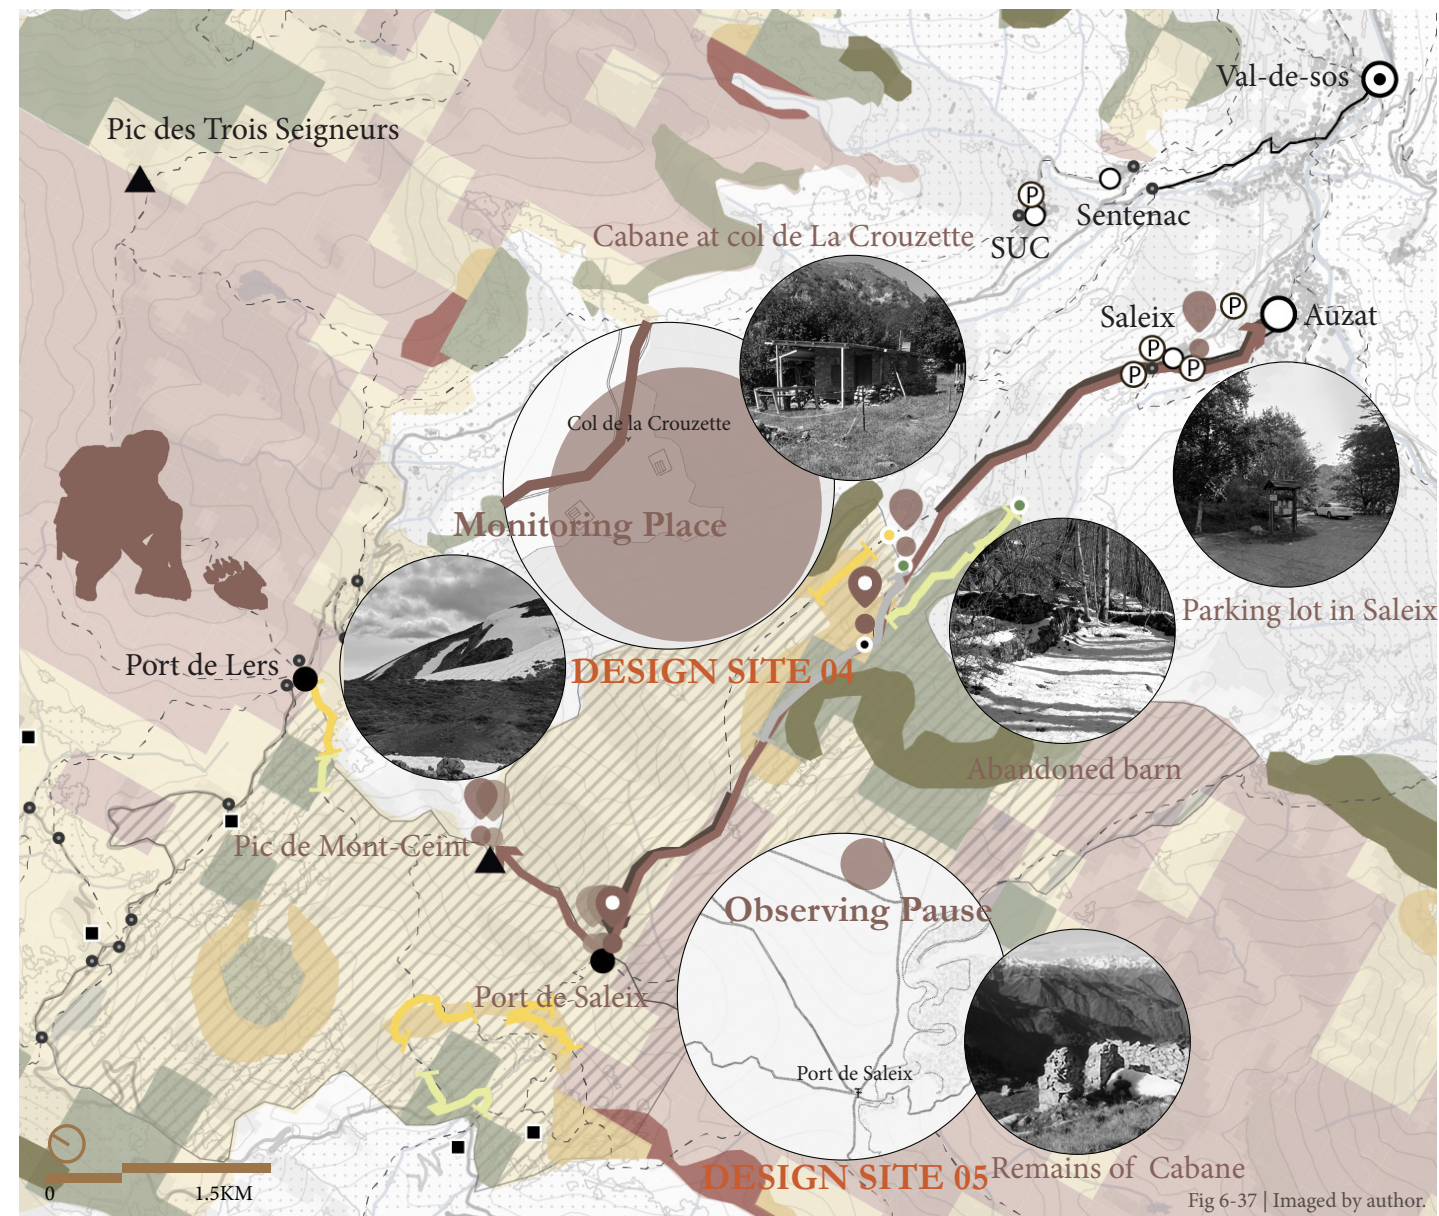 Val-de-sos
Pic des Trois Seigneurs
P
Sentenac
Cabane at col de La Crouzette
SUC
P
Saleix
Auzat
P
P
P
Col de la Crouzette
Monitoring Place
Parking lot in Saleix
Port de Lers
DESIGN SITE 04
Abandoned barn
Pic de Mont-Ceint
Observing Pause
Port de Saleix
Port de Saleix
DESIGN SITE 05
Remains of Cabane
0
1.5KM
Fig 6-37 | Imaged by author.